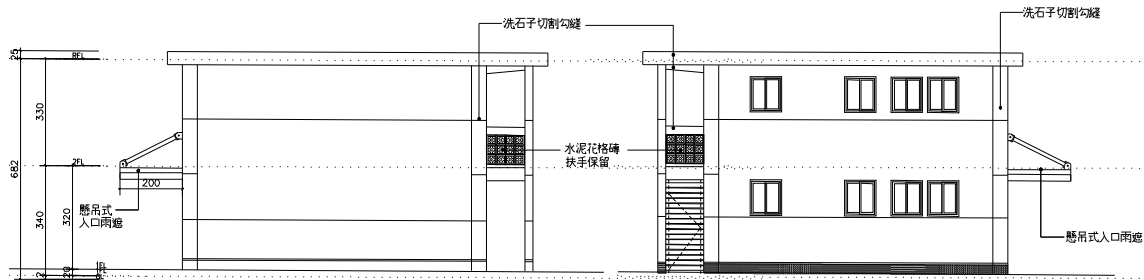 洗石子切割勾縫
洗石子切割勾縫
25
RFL
330
水泥花格磚
扶手保留
2FL
682
200
懸吊式
入口雨遮
320
340
懸吊式入口雨遮
20
2